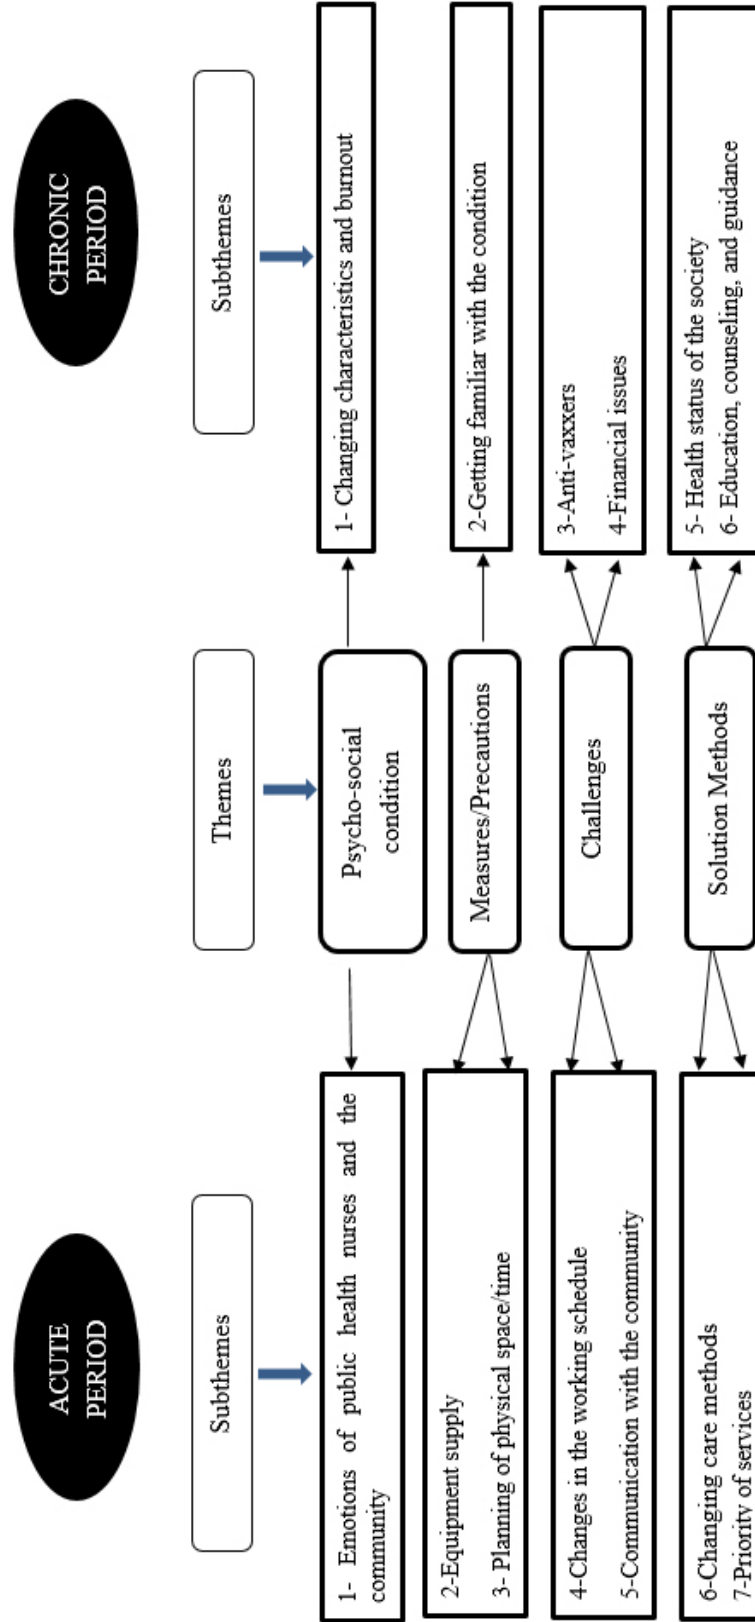 ACUTE
PERIOD
CHRONIC
PERIOD
Subthemes
Themes
Subthemes
1- Emotions of public health nurses and the
community
Psycho-social
condition
1- Changing characteristics and burnout
2-Equipment supply
3- Planning of physical space/time
Measures/Precautions
2-Getting familiar with the condition
4-Changes in the working schedule
5-Communication with the community
Challenges
3-Anti-vaxxers
4-Financial issues
6-Changing care methods
7-Priority of services
Solution Methods
5- Health status of the society
6- Education, counseling, and guidance